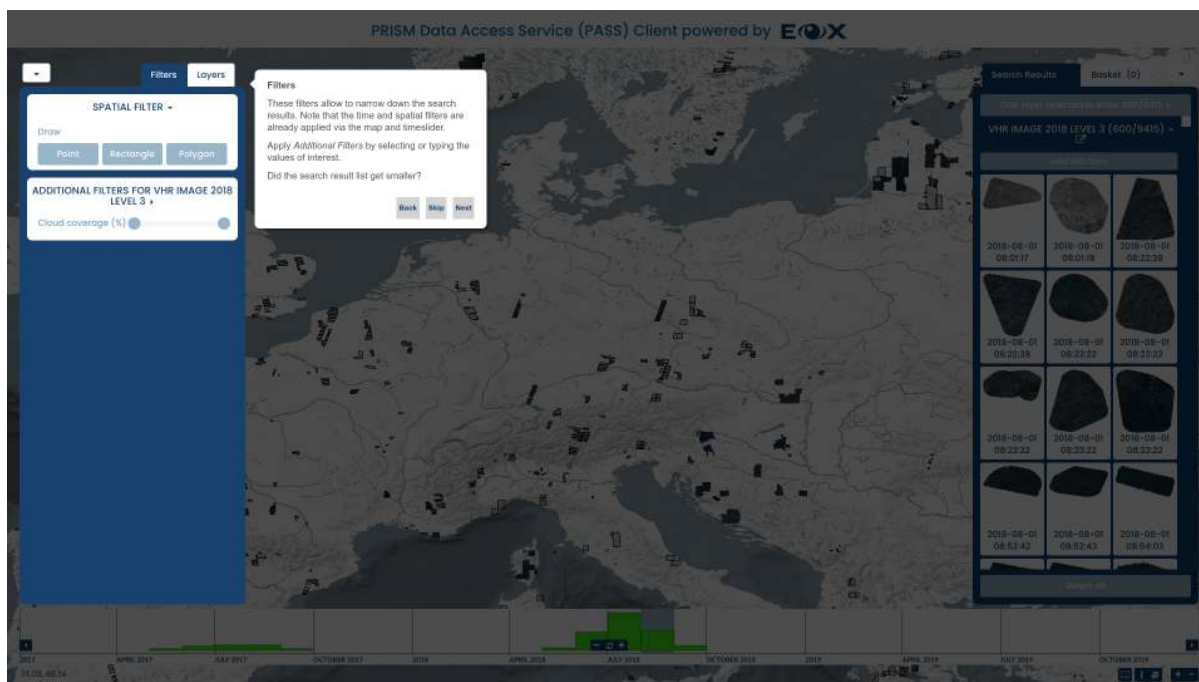 PRISM Data Access Service (PASS) Client powered by EOX
Filters
Layers
SPATIAL FILTER
Draw
Point
Rectangle
Polygon
ADDITIONAL FILTERS FOR VHR IMAGE 2018
LEVEL 3
Cloud coverage (%)
Filters
These filters allow to narrow down the search
results. Note that the time and spatial filters are
already applied via the map and timeslider.
Apply Additional Filters by selecting or typing the
values of interest.
Did the search result list get smaller?
Back
Skip
Next
Search Results
Basket (0)
VHR IMAGE 2018 LEVEL 3 (600/9415)
2018-08-01 2018-08-01 2018-08-01
08:01:17 08:01:18 08:22:38
2018-08-01 2018-08-01 2018-08-01
08:22:38 08:23:22 08:23:22
2018-08-01 2018-08-01 2018-08-01
08:23:22 08:23:22 08:23:22
2018-08-01 2018-08-01 2018-08-01
08:52:42 08:52:43 08:54:03
Select all
2017
APRIL 2017
JULY 2017
OCTOBER 2017
2018
APRIL 2018
JULY 2018
OCTOBER 2018
2019
APRIL 2019
JULY 2019
OCTOBER 2019